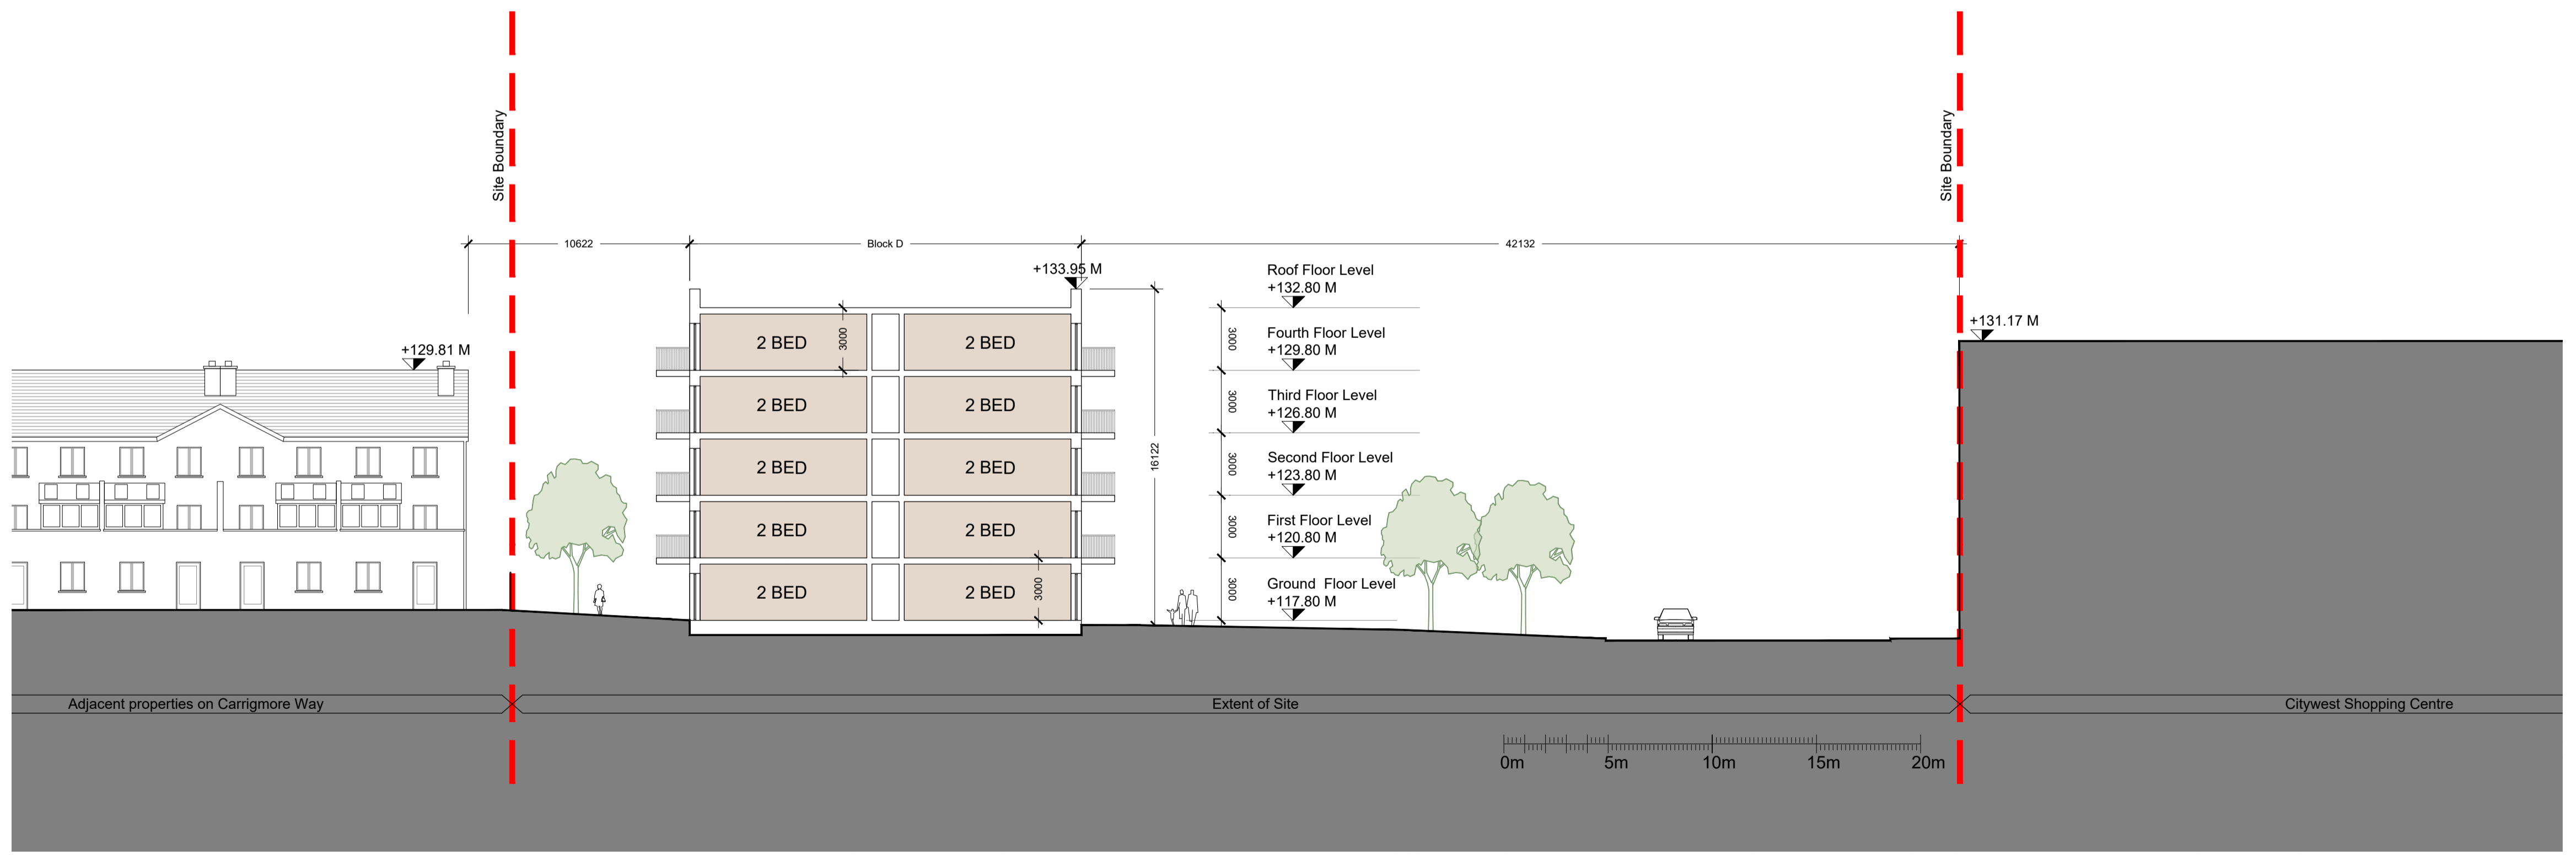 Site Boundary
Site Boundary
10622
Block D
42132
+133.95 M
Roof Floor Level
+132.80 M
+131.17 M
+129.81 M
2 BED
3000
2 BED
3000
Fourth Floor Level
+129.80 M
2 BED
2 BED
3000
Third Floor Level
+126.80 M
2 BED
2 BED
16122
3000
Second Floor Level
+123.80 M
2 BED
2 BED
3000
First Floor Level
+120.80 M
2 BED
2 BED
3000
3000
Ground Floor Level
+117.80 M
Adjacent properties on Carrigmore Way
Extent of Site
Citywest Shopping Centre
0m 5m 10m 15m 20m